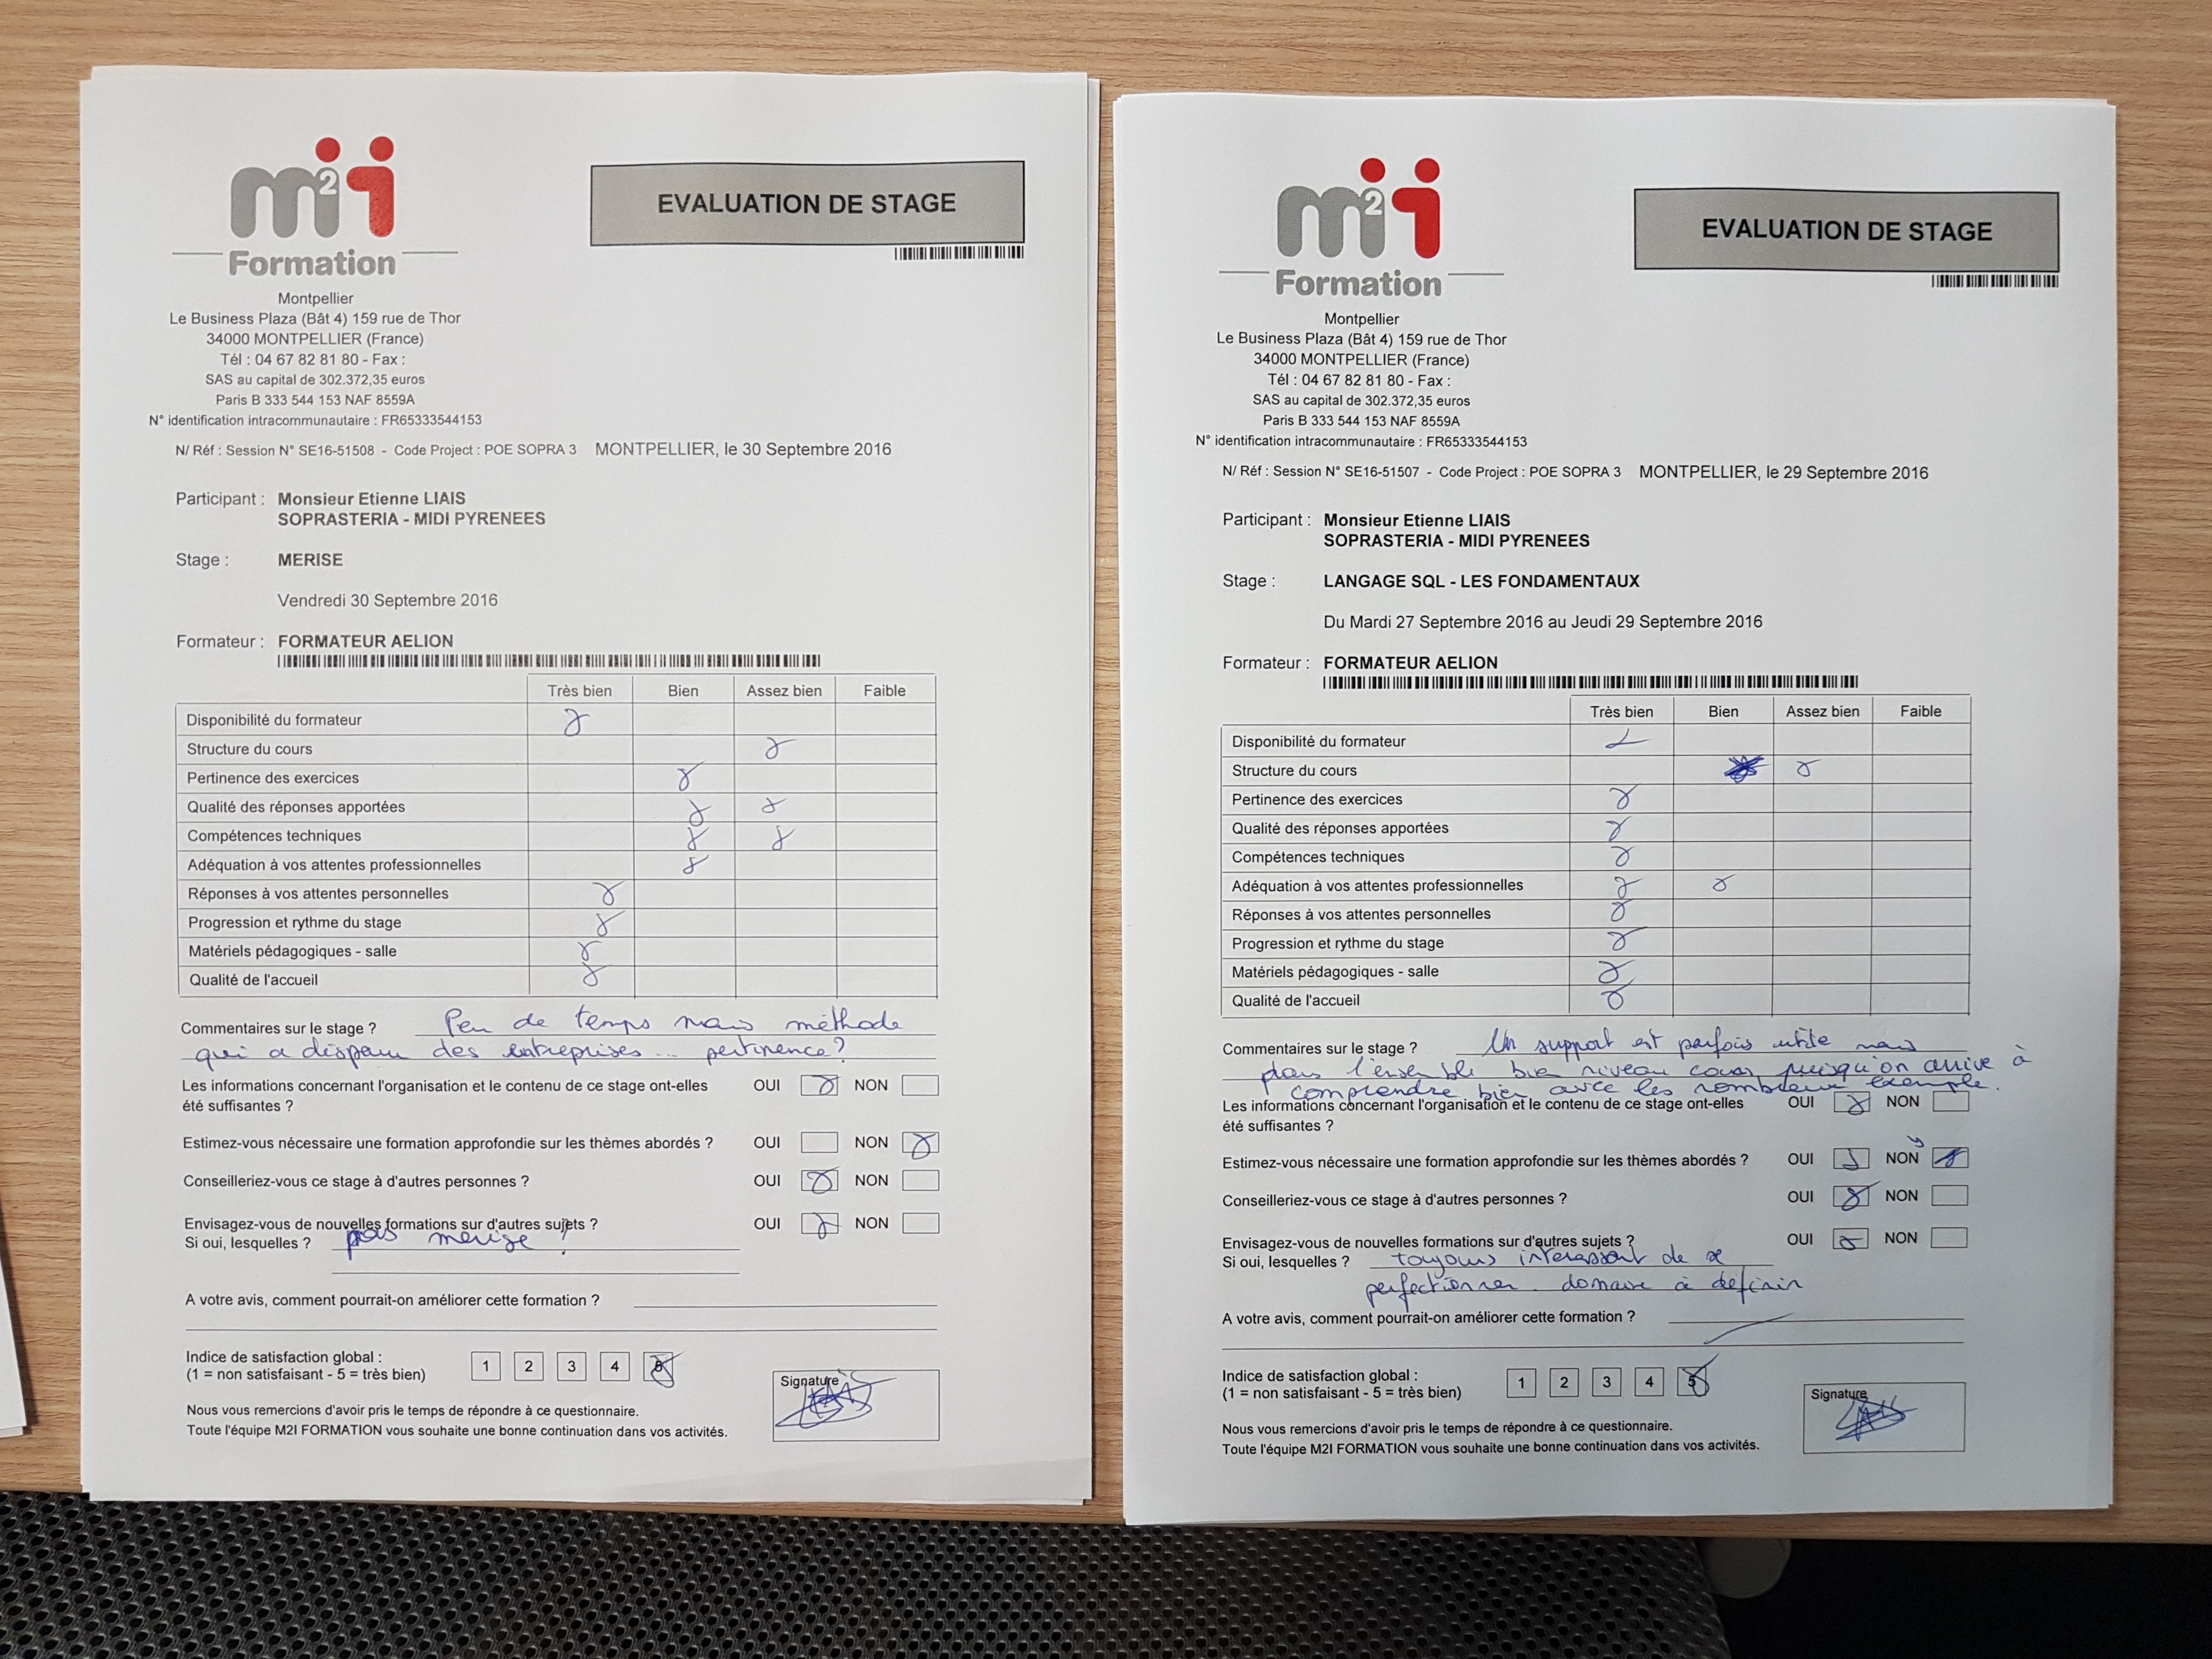 m2i
Formation
EVALUATION DE STAGE
Montpellier
Le Business Plaza (Bât 4) 159 rue de Thor
34000 MONTPELLIER (France)
Tél : 04 67 82 81 80 - Fax :
SAS au capital de 302.372,35 euros
Paris B 333 544 153 NAF 8559A
N° identification intracommunautaire : FR65333544153
N/ Réf : Session N° SE16-51508 - Code Project : POE SOPRA 3 MONTPELLIER, le 30 Septembre 2016
Participant : Monsieur Etienne LIAIS
SOPRASTERIA - MIDI PYRENEES
Stage : MERISE
Vendredi 30 Septembre 2016
Formateur : FORMATEUR AELION
Très bien Bien Assez bien Faible
Disponibilité du formateur
Structure du cours
Pertinence des exercices
Qualité des réponses apportées
Compétences techniques
Adéquation à vos attentes professionnelles
Réponses à vos attentes personnelles
Progression et rythme du stage
Matériels pédagogiques - salle
Qualité de l'accueil
Commentaires sur le stage ? Peu de temps mais méthode
qui a disparu des entreprises ... pertinence ?
Les informations concernant l'organisation et le contenu de ce stage ont-elles
été suffisantes ? OUI NON
Estimez-vous nécessaire une formation approfondie sur les thèmes abordés ? OUI NON
Conseilleriez-vous ce stage à d'autres personnes ? OUI NON
Envisagez-vous de nouvelles formations sur d'autres sujets ? OUI NON
Si oui, lesquelles ? pas merise
A votre avis, comment pourrait-on améliorer cette formation ?
Indice de satisfaction global :
(1 = non satisfaisant - 5 = très bien) 1 2 3 4 5
Nous vous remercions d'avoir pris le temps de répondre à ce questionnaire.
Toute l'équipe M2I FORMATION vous souhaite une bonne continuation dans vos activités.
Signature
m2i
Formation
EVALUATION DE STAGE
Montpellier
Le Business Plaza (Bât 4) 159 rue de Thor
34000 MONTPELLIER (France)
Tél : 04 67 82 81 80 - Fax :
SAS au capital de 302.372,35 euros
Paris B 333 544 153 NAF 8559A
N° identification intracommunautaire : FR65333544153
N/ Réf : Session N° SE16-51507 - Code Project : POE SOPRA 3 MONTPELLIER, le 29 Septembre 2016
Participant : Monsieur Etienne LIAIS
SOPRASTERIA - MIDI PYRENEES
Stage : LANGAGE SQL - LES FONDAMENTAUX
Du Mardi 27 Septembre 2016 au Jeudi 29 Septembre 2016
Formateur : FORMATEUR AELION
Très bien Bien Assez bien Faible
Disponibilité du formateur
Structure du cours
Pertinence des exercices
Qualité des réponses apportées
Compétences techniques
Adéquation à vos attentes professionnelles
Réponses à vos attentes personnelles
Progression et rythme du stage
Matériels pédagogiques - salle
Qualité de l'accueil
Commentaires sur le stage ? Un support est parfois utile mais
dans l'ensemble bien niveau cours puisqu'on arrive à
comprendre bien avec les nombreux exemple.
Les informations concernant l'organisation et le contenu de ce stage ont-elles
été suffisantes ? OUI NON
Estimez-vous nécessaire une formation approfondie sur les thèmes abordés ? OUI NON
Conseilleriez-vous ce stage à d'autres personnes ? OUI NON
Envisagez-vous de nouvelles formations sur d'autres sujets ? OUI NON
Si oui, lesquelles ? toujours interessant de se
perfectionner. domaine à definir
A votre avis, comment pourrait-on améliorer cette formation ?
Indice de satisfaction global :
(1 = non satisfaisant - 5 = très bien) 1 2 3 4 5
Nous vous remercions d'avoir pris le temps de répondre à ce questionnaire.
Toute l'équipe M2I FORMATION vous souhaite une bonne continuation dans vos activités.
Signature